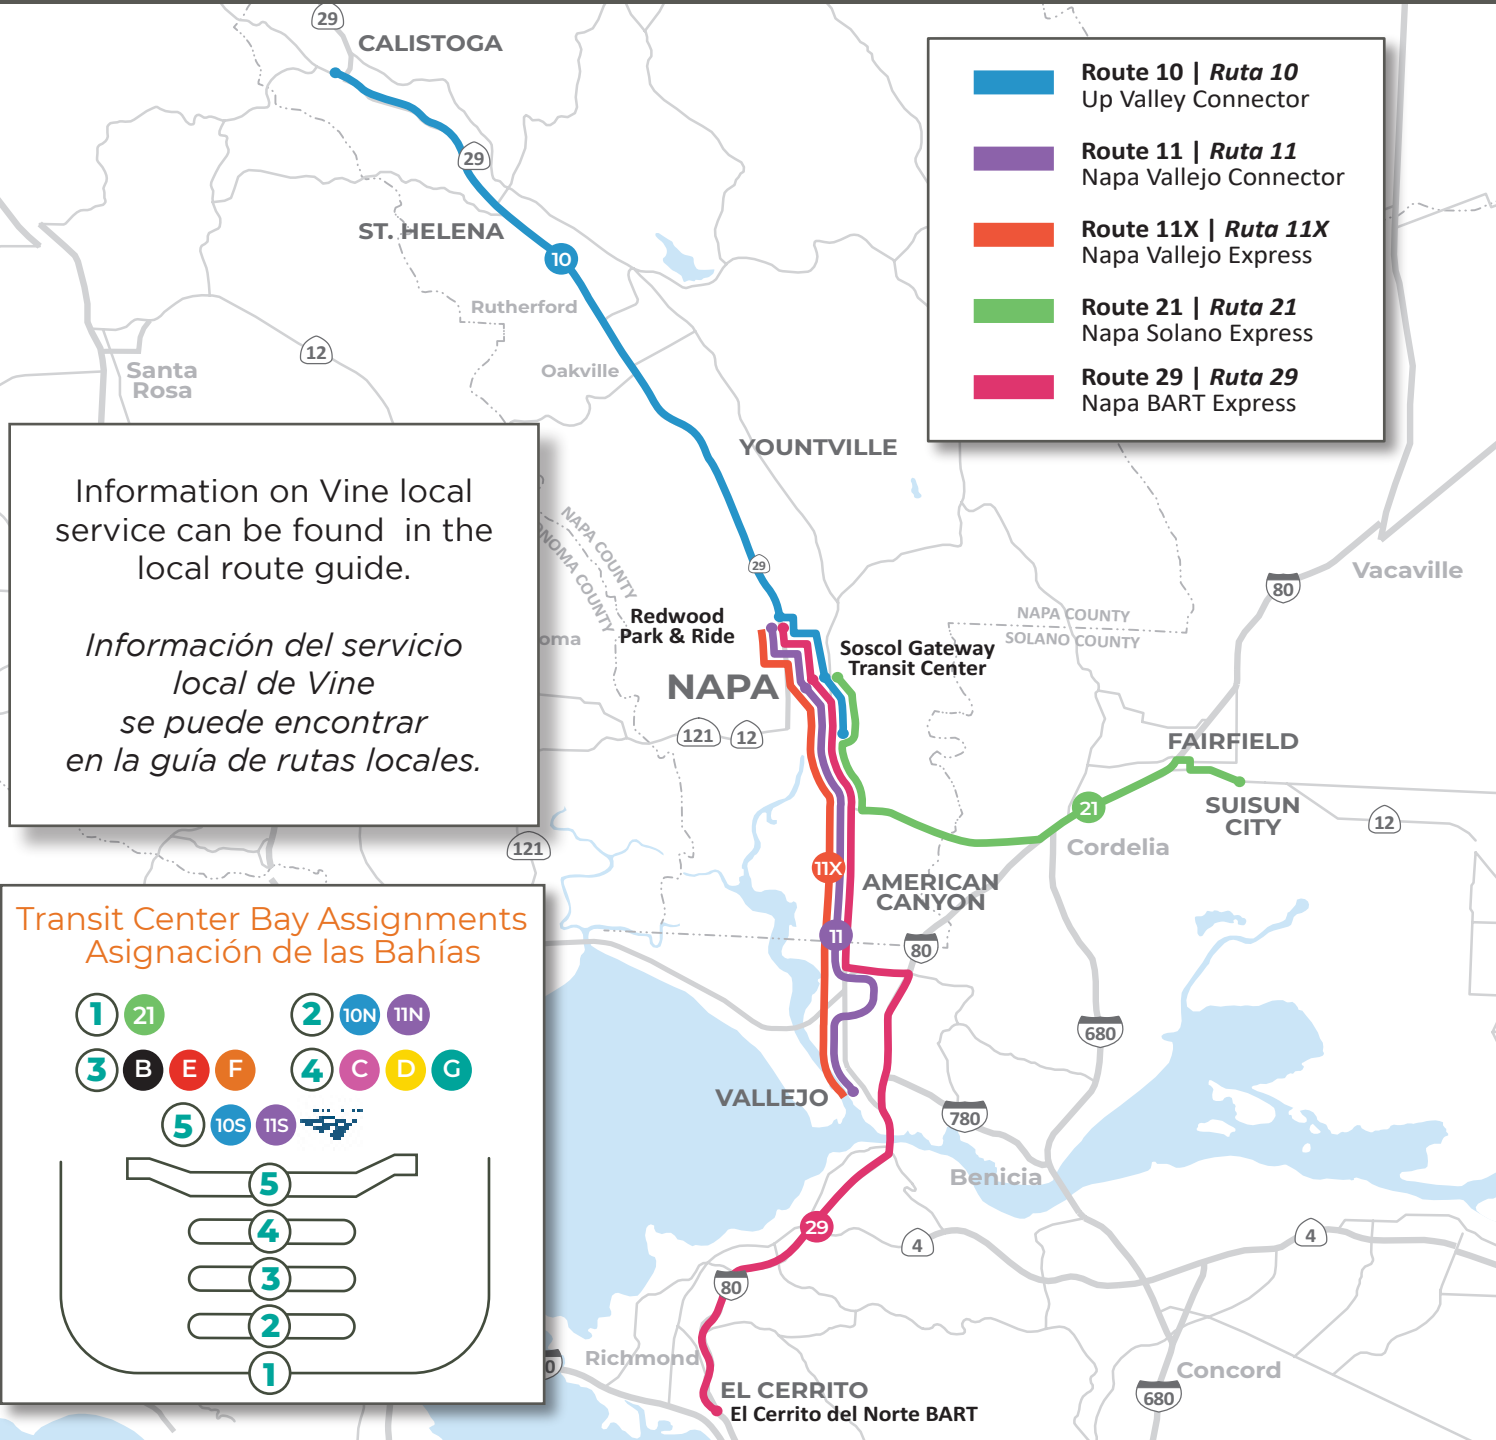 29
CALISTOGA
Route 10 | Ruta 10
Up Valley Connector
Route 11 | Ruta 11
Napa Vallejo Connector
Route 11X | Ruta 11X
Napa Vallejo Express
Route 21 | Ruta 21
Napa Solano Express
Route 29 | Ruta 29
Napa BART Express
29
ST. HELENA
10
Rutherford
12
Oakville
Santa
Rosa
YOUNTVILLE
Information on Vine local
service can be found in the
local route guide.
Información del servicio
local de Vine
se puede encontrar
en la guía de rutas locales.
NAPA COUNTY
ONOMA COUNTY
29
80
Vacaville
Redwood
Park & Ride
oma
NAPA COUNTY
SOLANO COUNTY
Soscol Gateway
Transit Center
NAPA
121
12
FAIRFIELD
21
SUISUN
CITY
12
Cordelia
121
11X
AMERICAN
CANYON
11
80
Transit Center Bay Assignments
Asignación de las Bahías
1 21
2 10N 11N
3 B E F
4 C D G
5 10S 11S
5
4
3
2
1
680
VALLEJO
780
Benicia
29
4
4
80
Richmond
0
EL CERRITO
El Cerrito del Norte BART
Concord
680